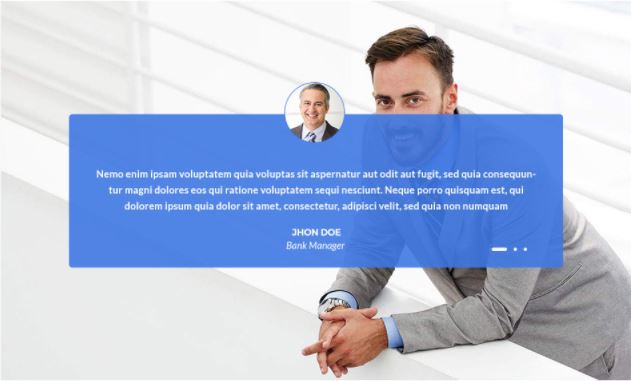 Nemo enim ipsam voluptatem quia voluptas sit aspernatur aut odit aut fugit, sed quia consequun-
tur magni dolores eos qui ratione voluptatem sequi nesciunt. Neque porro quisquam est, qui
dolorem ipsum quia dolor sit amet, consectetur, adipisci velit, sed quia non numquam
JHON DOE
Bank Manager